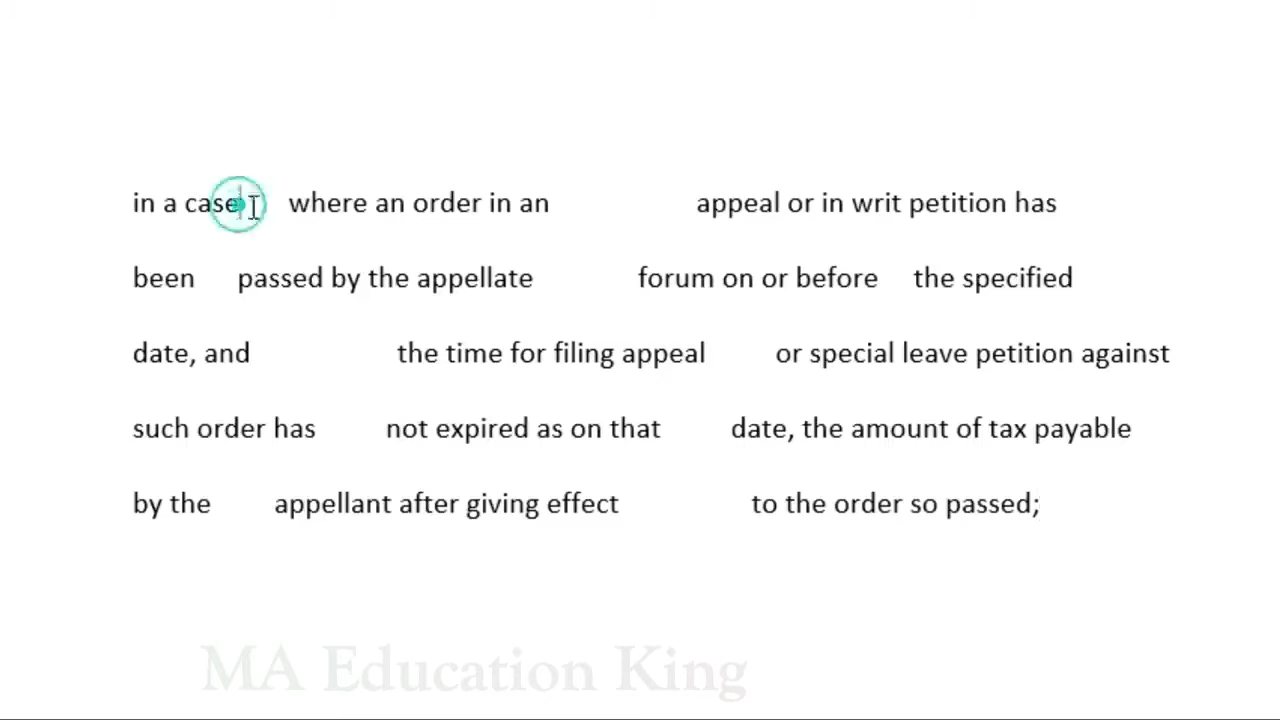 in a case where an order in an appeal or in writ petition has
been passed by the appellate forum on or before the specified
date, and the time for filing appeal or special leave petition against
such order has not expired as on that date, the amount of tax payable
by the appellant after giving effect to the order so passed;
MA Education King